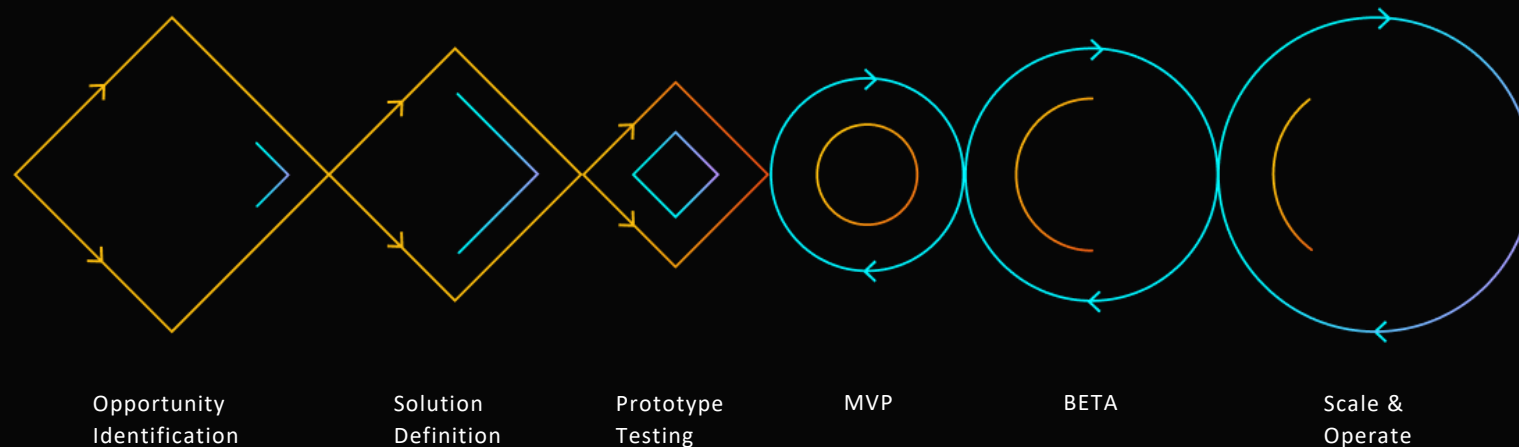 Opportunity
Identification
Solution
Definition
Prototype
Testing
MVP
BETA
Scale &
Operate